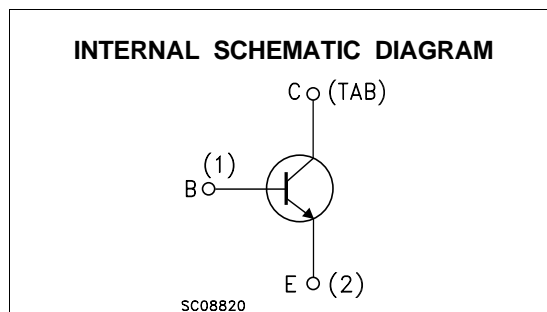 INTERNAL SCHEMATIC DIAGRAM
C (TAB)
(1)
B
E (2)
SC08820